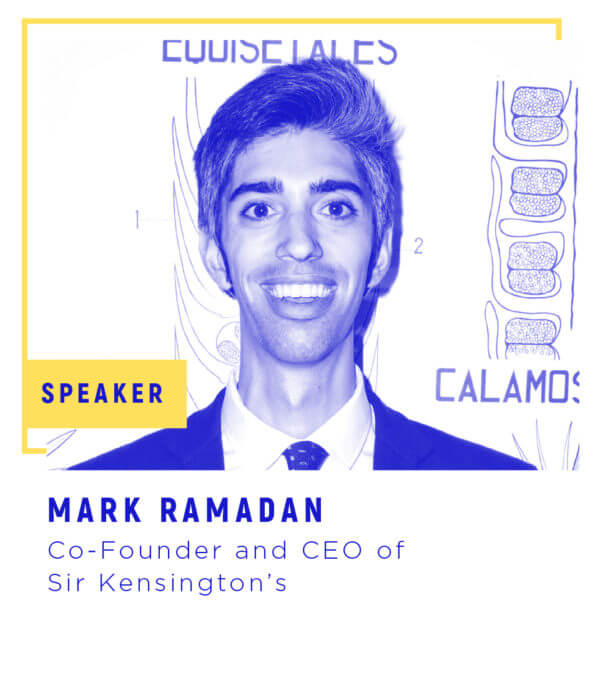 EQUISETALES
1
2
CALAMOS
SPEAKER
MARK RAMADAN
Co-Founder and CEO of
Sir Kensington’s